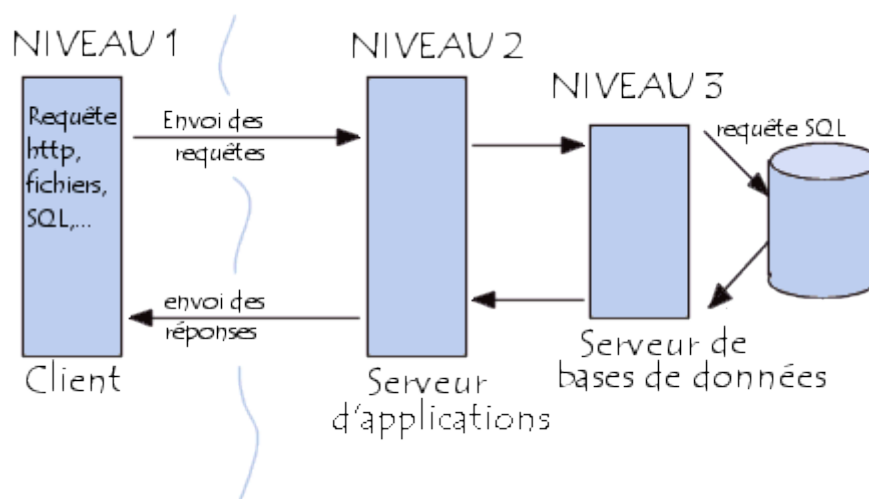 NIVEAU 1
Requête
http,
fichiers,
SQL,...
Client
Envoi des
requêtes
envoi des
réponses
NIVEAU 2
Serveur
d'applications
NIVEAU 3
Serveur de
bases de données
requête SQL